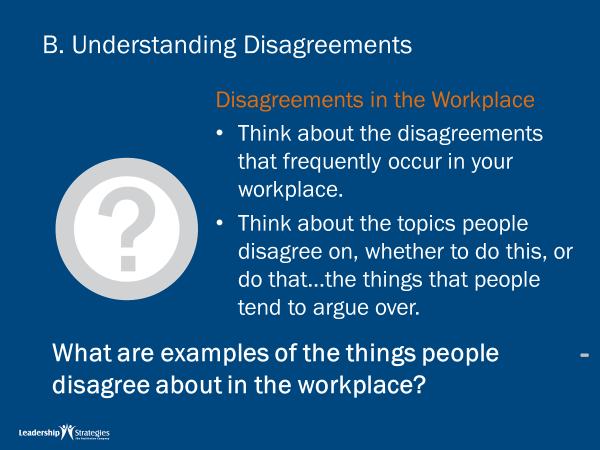 B. Understanding Disagreements
Disagreements in the Workplace
• Think about the disagreements
that frequently occur in your
workplace.
• Think about the topics people
disagree on, whether to do this, or
do that...the things that people
tend to argue over.
?
What are examples of the things people
disagree about in the workplace?
-
Leadership Strategies
The Facilitation Company